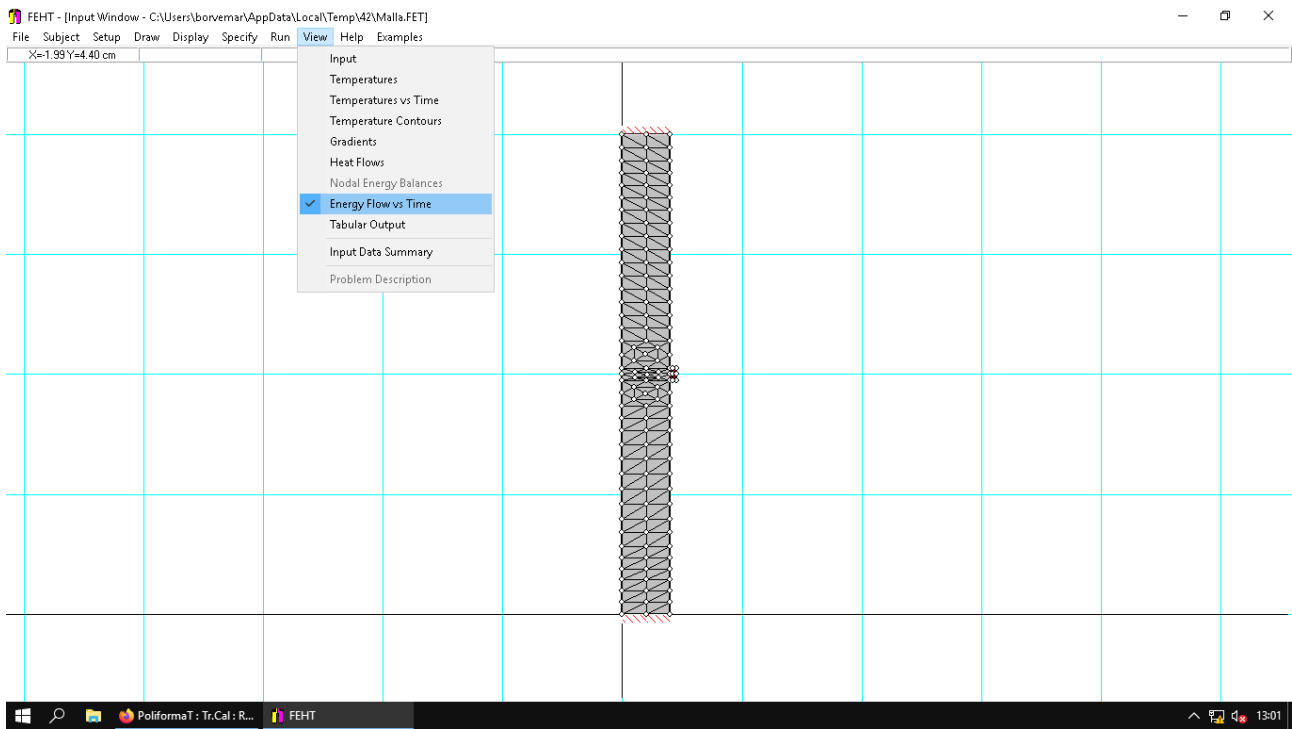 FEHT - [Input Window - C:\Users\borvemar\AppData\Local\Temp\42\Malla.FET]
File Subject Setup Draw Display Specify Run View Help Examples
X=-1.99 Y=4.40 cm
Input
Temperatures
Temperatures vs Time
Temperature Contours
Gradients
Heat Flows
Nodal Energy Balances
Energy Flow vs Time
Tabular Output
Input Data Summary
Problem Description
PoliformaT : Tr.Cal : R... FEHT 13:01